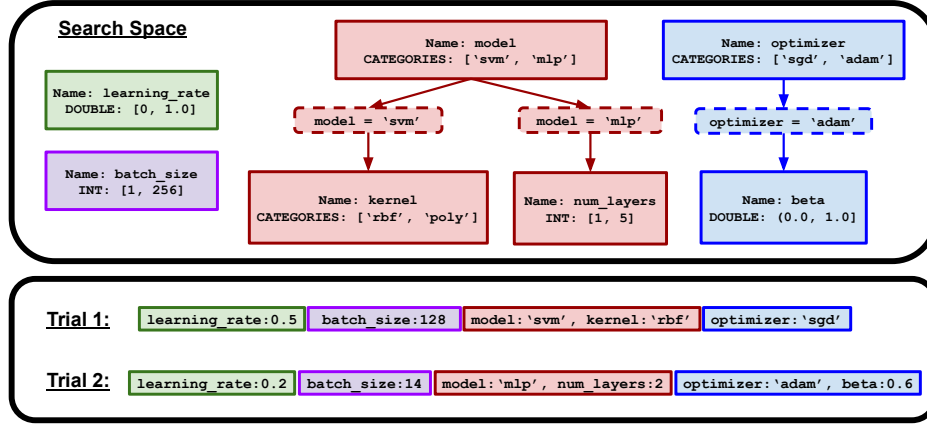 Search Space
Name: learning_rate
DOUBLE: [0, 1.0]
Name: batch_size
INT: [1, 256]
Name: model
CATEGORIES: [‘svm’, ‘mlp’]
model = ‘svm’
model = ‘mlp’
Name: kernel
CATEGORIES: [‘rbf’, ‘poly’]
Name: num_layers
INT: [1, 5]
Name: optimizer
CATEGORIES: [‘sgd’, ‘adam’]
optimizer = ‘adam’
Name: beta
DOUBLE: (0.0, 1.0]
Trial 1: learning_rate:0.5 batch_size:128 model:‘svm’, kernel:‘rbf’ optimizer:‘sgd’
Trial 2: learning_rate:0.2 batch_size:14 model:‘mlp’, num_layers:2 optimizer:‘adam’, beta:0.6